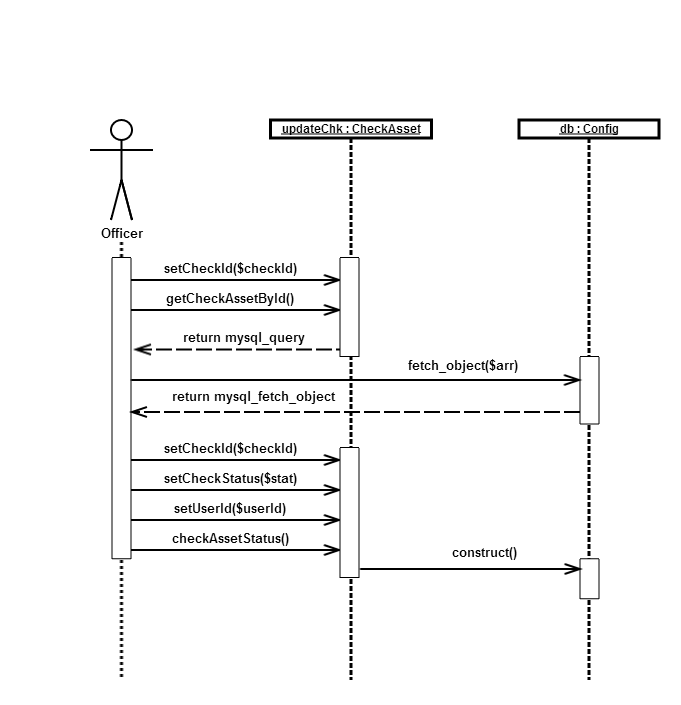 updateChk : CheckAsset
db : Config
Officer
setCheckId($checkId)
getCheckAssetById()
return mysql_query
fetch_object($arr)
return mysql_fetch_object
setCheckId($checkId)
setCheckStatus($stat)
setUserId($userId)
checkAssetStatus()
construct()